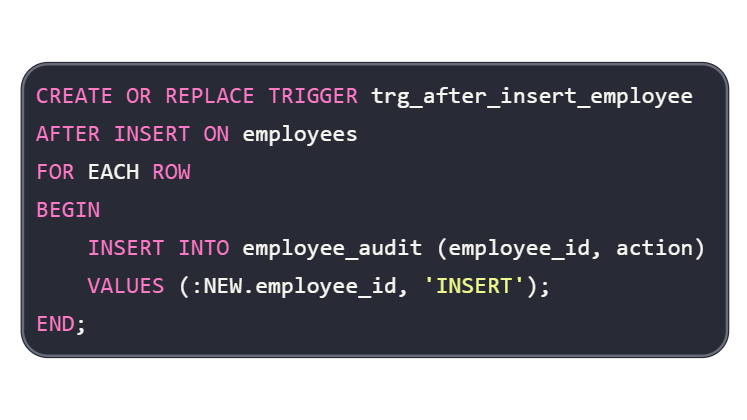 CREATE OR REPLACE TRIGGER trg_after_insert_employee
AFTER INSERT ON employees
FOR EACH ROW
BEGIN
    INSERT INTO employee_audit (employee_id, action)
    VALUES (:NEW.employee_id, 'INSERT');
END;